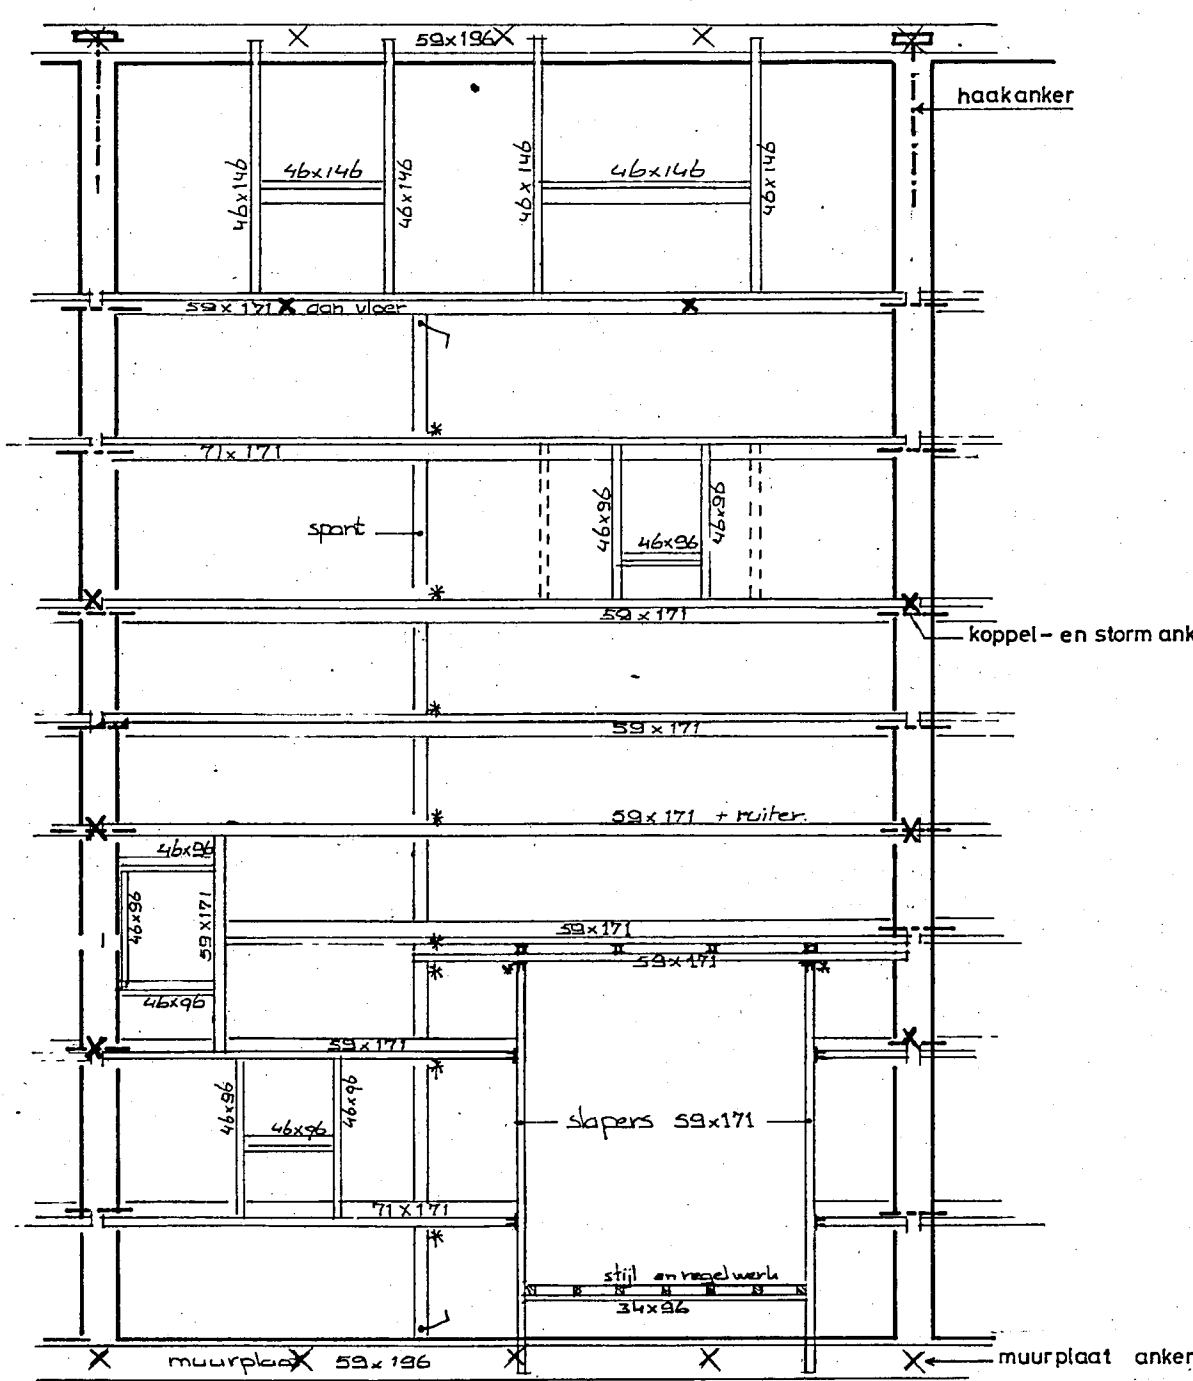 59x196
haakanker
46x146
46x146
46x146
46x146
46x146
46x146
59x171 aan vloer
71x171
spant
46x96
46x96
46x96
59x171
koppel- en storm ank
59x171
59x171 + ruiter.
46x96
46x96
59x171
46x96
59x171
59x171
59x171
46x96
46x96
46x96
slapers 59x171
71x171
stijl en regelwerk
34x96
muurplaat 59x196
muurplaat anker